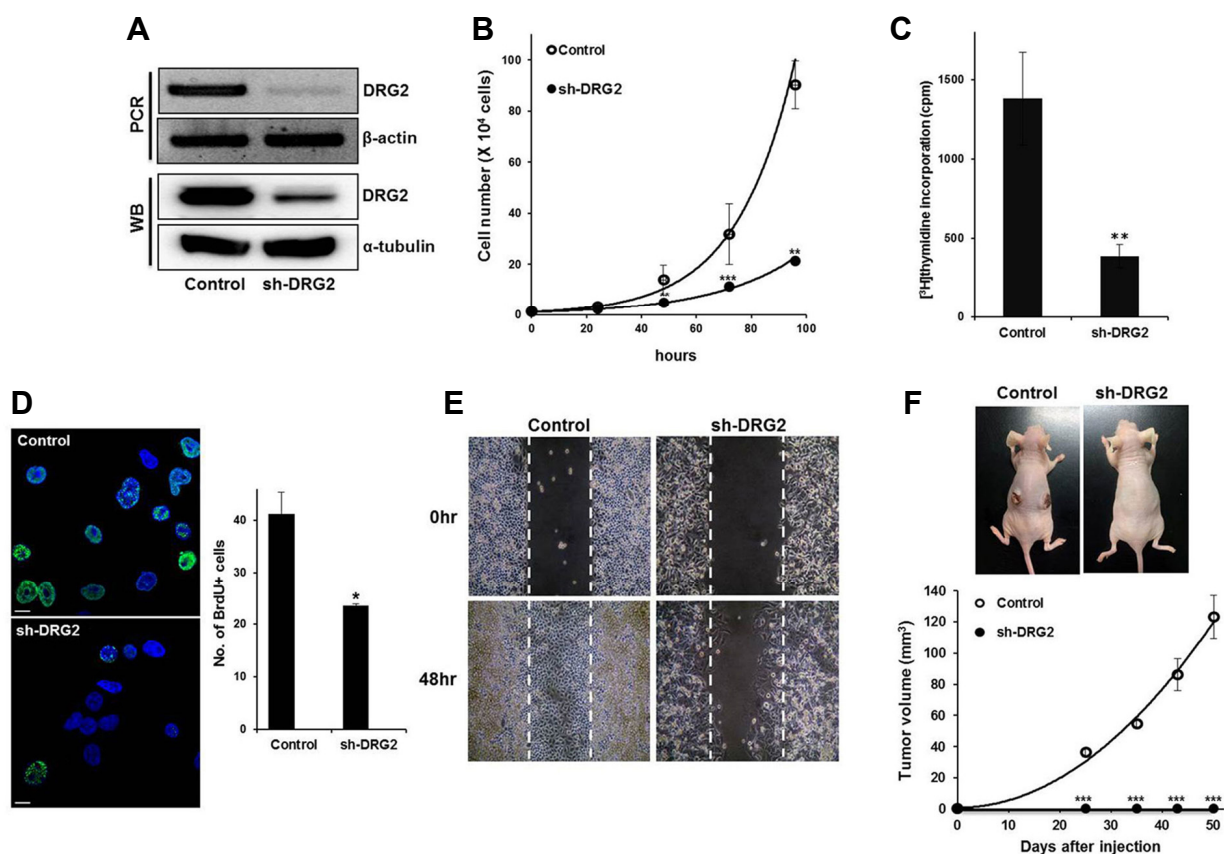 A
PCR
DRG2
β-actin
WB
DRG2
α-tubulin
Control sh-DRG2
B
Cell number (X 10⁴ cells)
100
80
60
40
20
0
Control
sh-DRG2
**
***
**
0 20 40 60 80 100
hours
C
[³H]thymidine incorporation (cpm)
1500
1000
500
0
**
Control sh-DRG2
D
Control
sh-DRG2
No. of BrdU+ cells
40
30
20
10
0
*
Control sh-DRG2
E
Control sh-DRG2
0hr
48hr
F
Control sh-DRG2
Tumor volume (mm³)
140
120
100
80
60
40
20
0
Control
sh-DRG2
*** *** *** ***
0 10 20 30 40 50
Days after injection